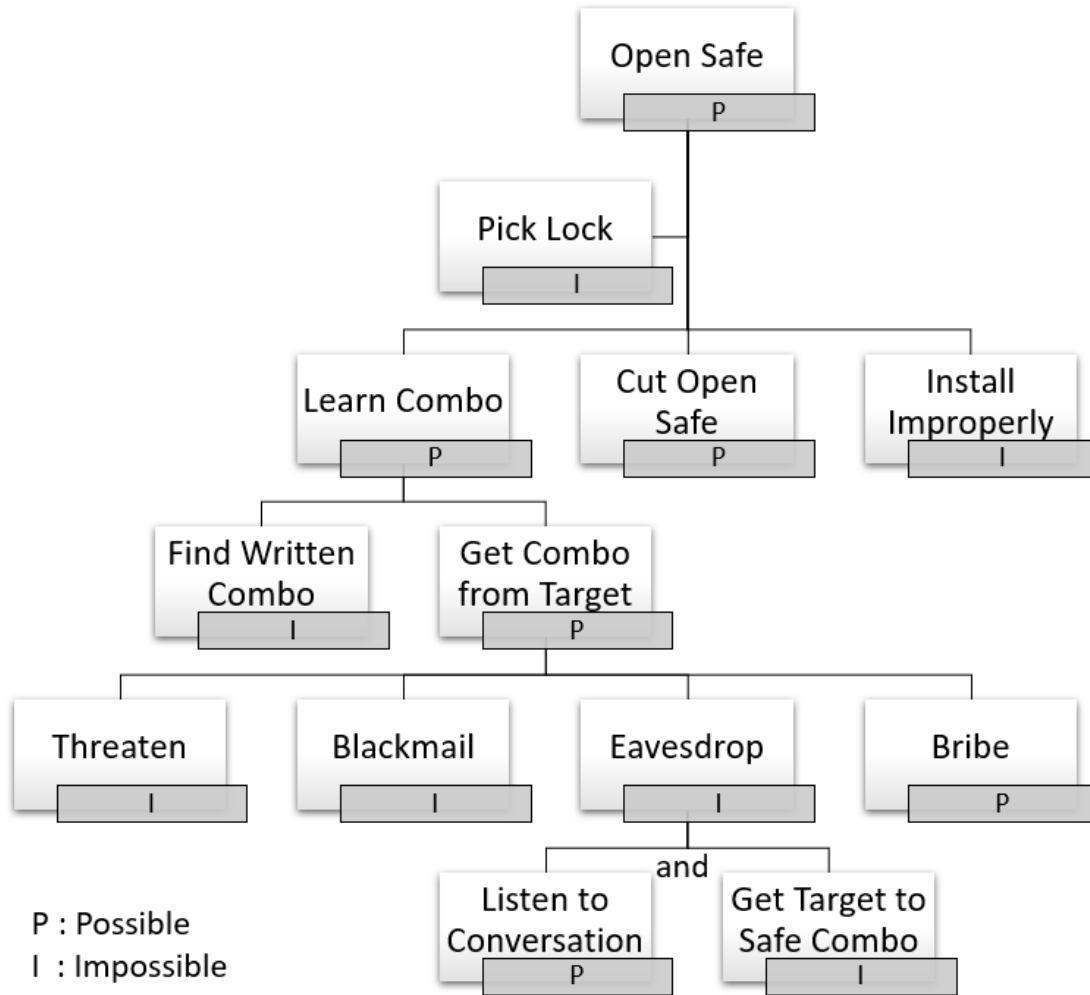 Open Safe
P
Pick Lock
I
Learn Combo
P
Cut Open
Safe
P
Install
Improperly
I
Find Written
Combo
I
Get Combo
from Target
P
Threaten
I
Blackmail
I
Eavesdrop
I
Bribe
P
and
Listen to
Conversation
P
Get Target to
Safe Combo
I
P : Possible
I : Impossible